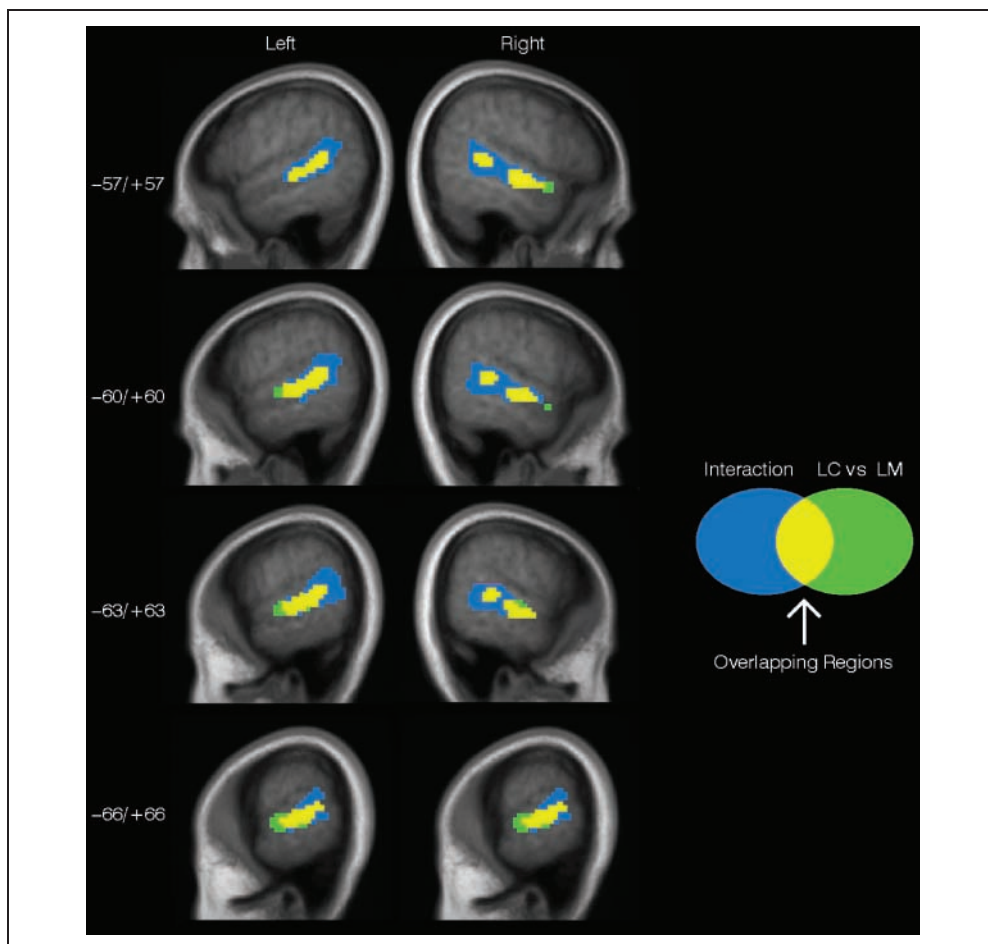 Left Right
−57/+57
−60/+60
Interaction LC vs LM
−63/+63
Overlapping Regions
−66/+66